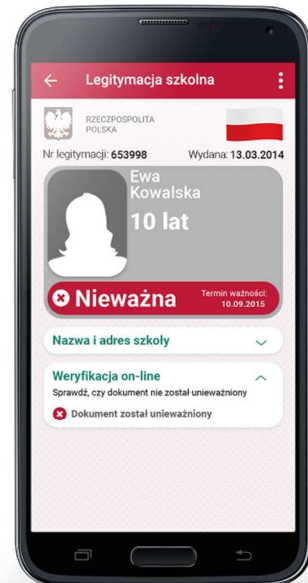 Legitymacja szkolna
RZECZPOSPOLITA
POLSKA
Nr legitymacji: 653998 Wydana: 13.03.2014
Ewa
Kowalska
10 lat
Nieważna
Termin ważności:
10.09.2015
Nazwa i adres szkoły
Weryfikacja on-line
Sprawdź, czy dokument nie został unieważniony
Dokument został unieważniony